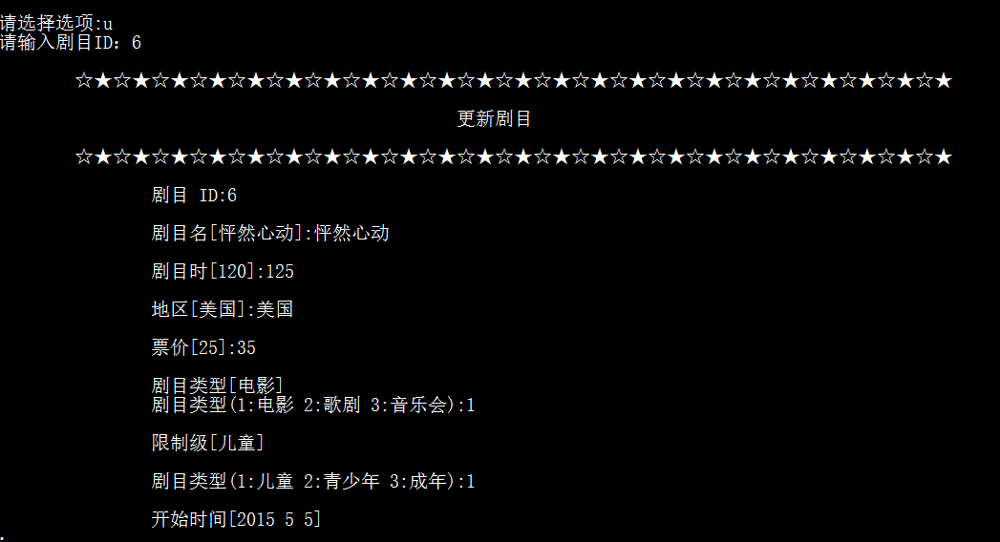 请选择选项:u
请输入剧目ID: 6
☆★☆★☆★☆★☆★☆★☆★☆★☆★☆★☆★☆★☆★☆★☆★☆★☆★☆★☆★☆★☆★☆★☆★
更新剧目
☆★☆★☆★☆★☆★☆★☆★☆★☆★☆★☆★☆★☆★☆★☆★☆★☆★☆★☆★☆★☆★☆★☆★
剧目 ID:6
剧目名[怦然心动]:怦然心动
剧目时[120]:125
地区[美国]:美国
票价[25]:35
剧目类型[电影]
剧目类型(1:电影 2:歌剧 3:音乐会):1
限制级[儿童]
剧目类型(1:儿童 2:青少年 3:成年):1
开始时间[2015 5 5]